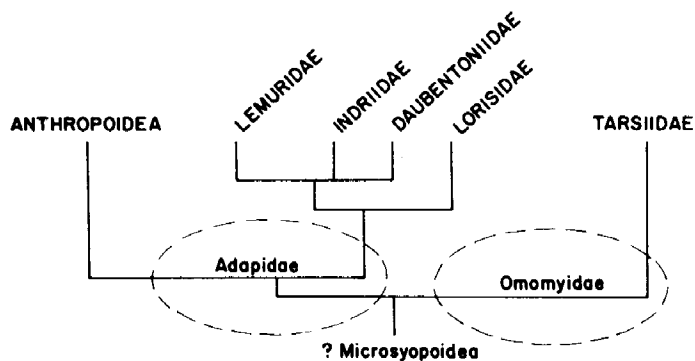 ANTHROPOIDEA
LEMURIDAE
INDRIIDAE
DAUBENTONIIDAE
LORISIDAE
TARSIIDAE
Adapidae
Omomyidae
? Microsyopoidea